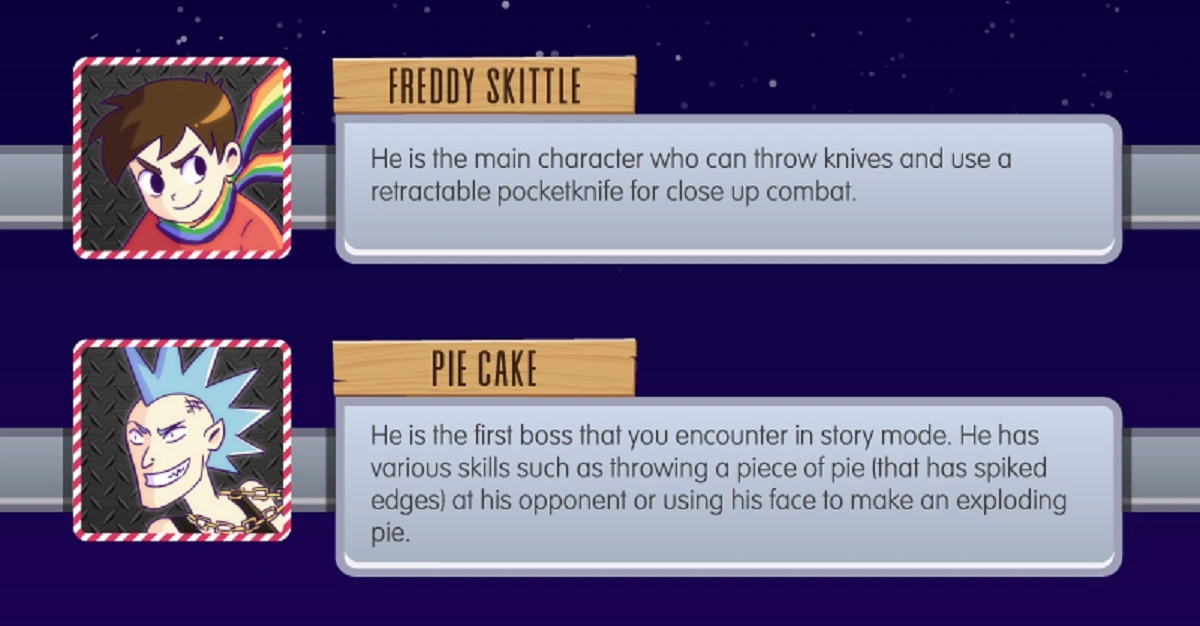 FREDDY SKITTLE
He is the main character who can throw knives and use a
retractable pocketknife for close up combat.
PIE CAKE
He is the first boss that you encounter in story mode. He has
various skills such as throwing a piece of pie (that has spiked
edges) at his opponent or using his face to make an exploding
pie.